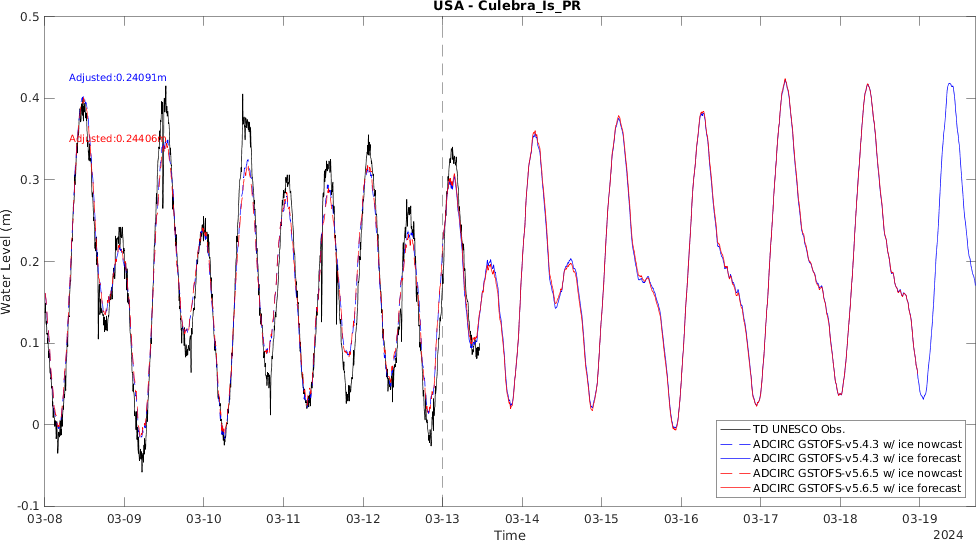 USA - Culebra_Is_PR
Water Level (m)
0.5
0.4
0.3
0.2
0.1
0
-0.1
Adjusted:0.24091m
Adjusted:0.24406m
TD UNESCO Obs.
ADCIRC GSTOFS-v5.4.3 w/ ice nowcast
ADCIRC GSTOFS-v5.4.3 w/ ice forecast
ADCIRC GSTOFS-v5.6.5 w/ ice nowcast
ADCIRC GSTOFS-v5.6.5 w/ ice forecast
03-08 03-09 03-10 03-11 03-12 03-13 03-14 03-15 03-16 03-17 03-18 03-19
Time
2024